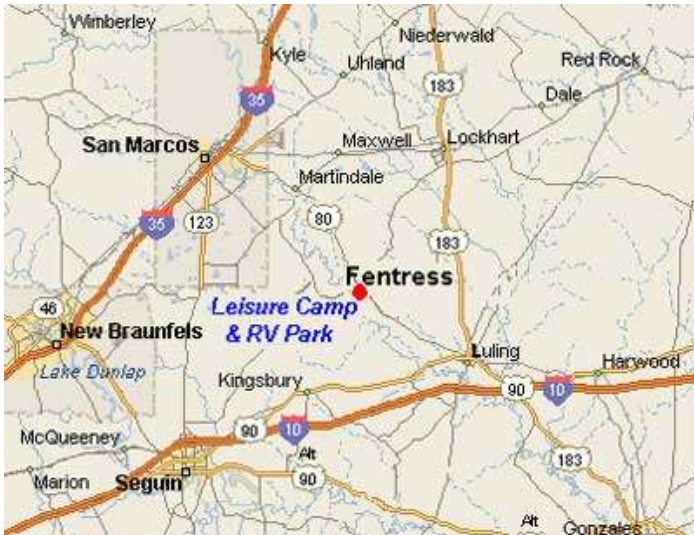 Wimberley
Niederwald
Kyle
Uhland
Red Rock
183
35
Dale
San Marcos
Maxwell
Lockhart
Martindale
80
35
123
183
Fentress
46
Leisure Camp
& RV Park
New Braunfels
Luling
Harwood
Lake Dunlap
Kingsbury
90
10
McQueeney
90
10
Alt
90
183
Marion
Seguin
Alt
Gonzales